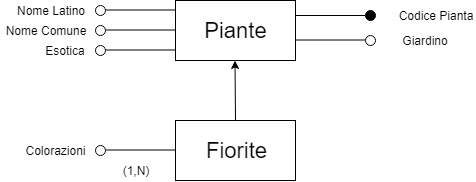 Nome Latino
Nome Comune
Esotica
Piante
Codice Pianta
Giardino
Colorazioni
(1,N)
Fiorite